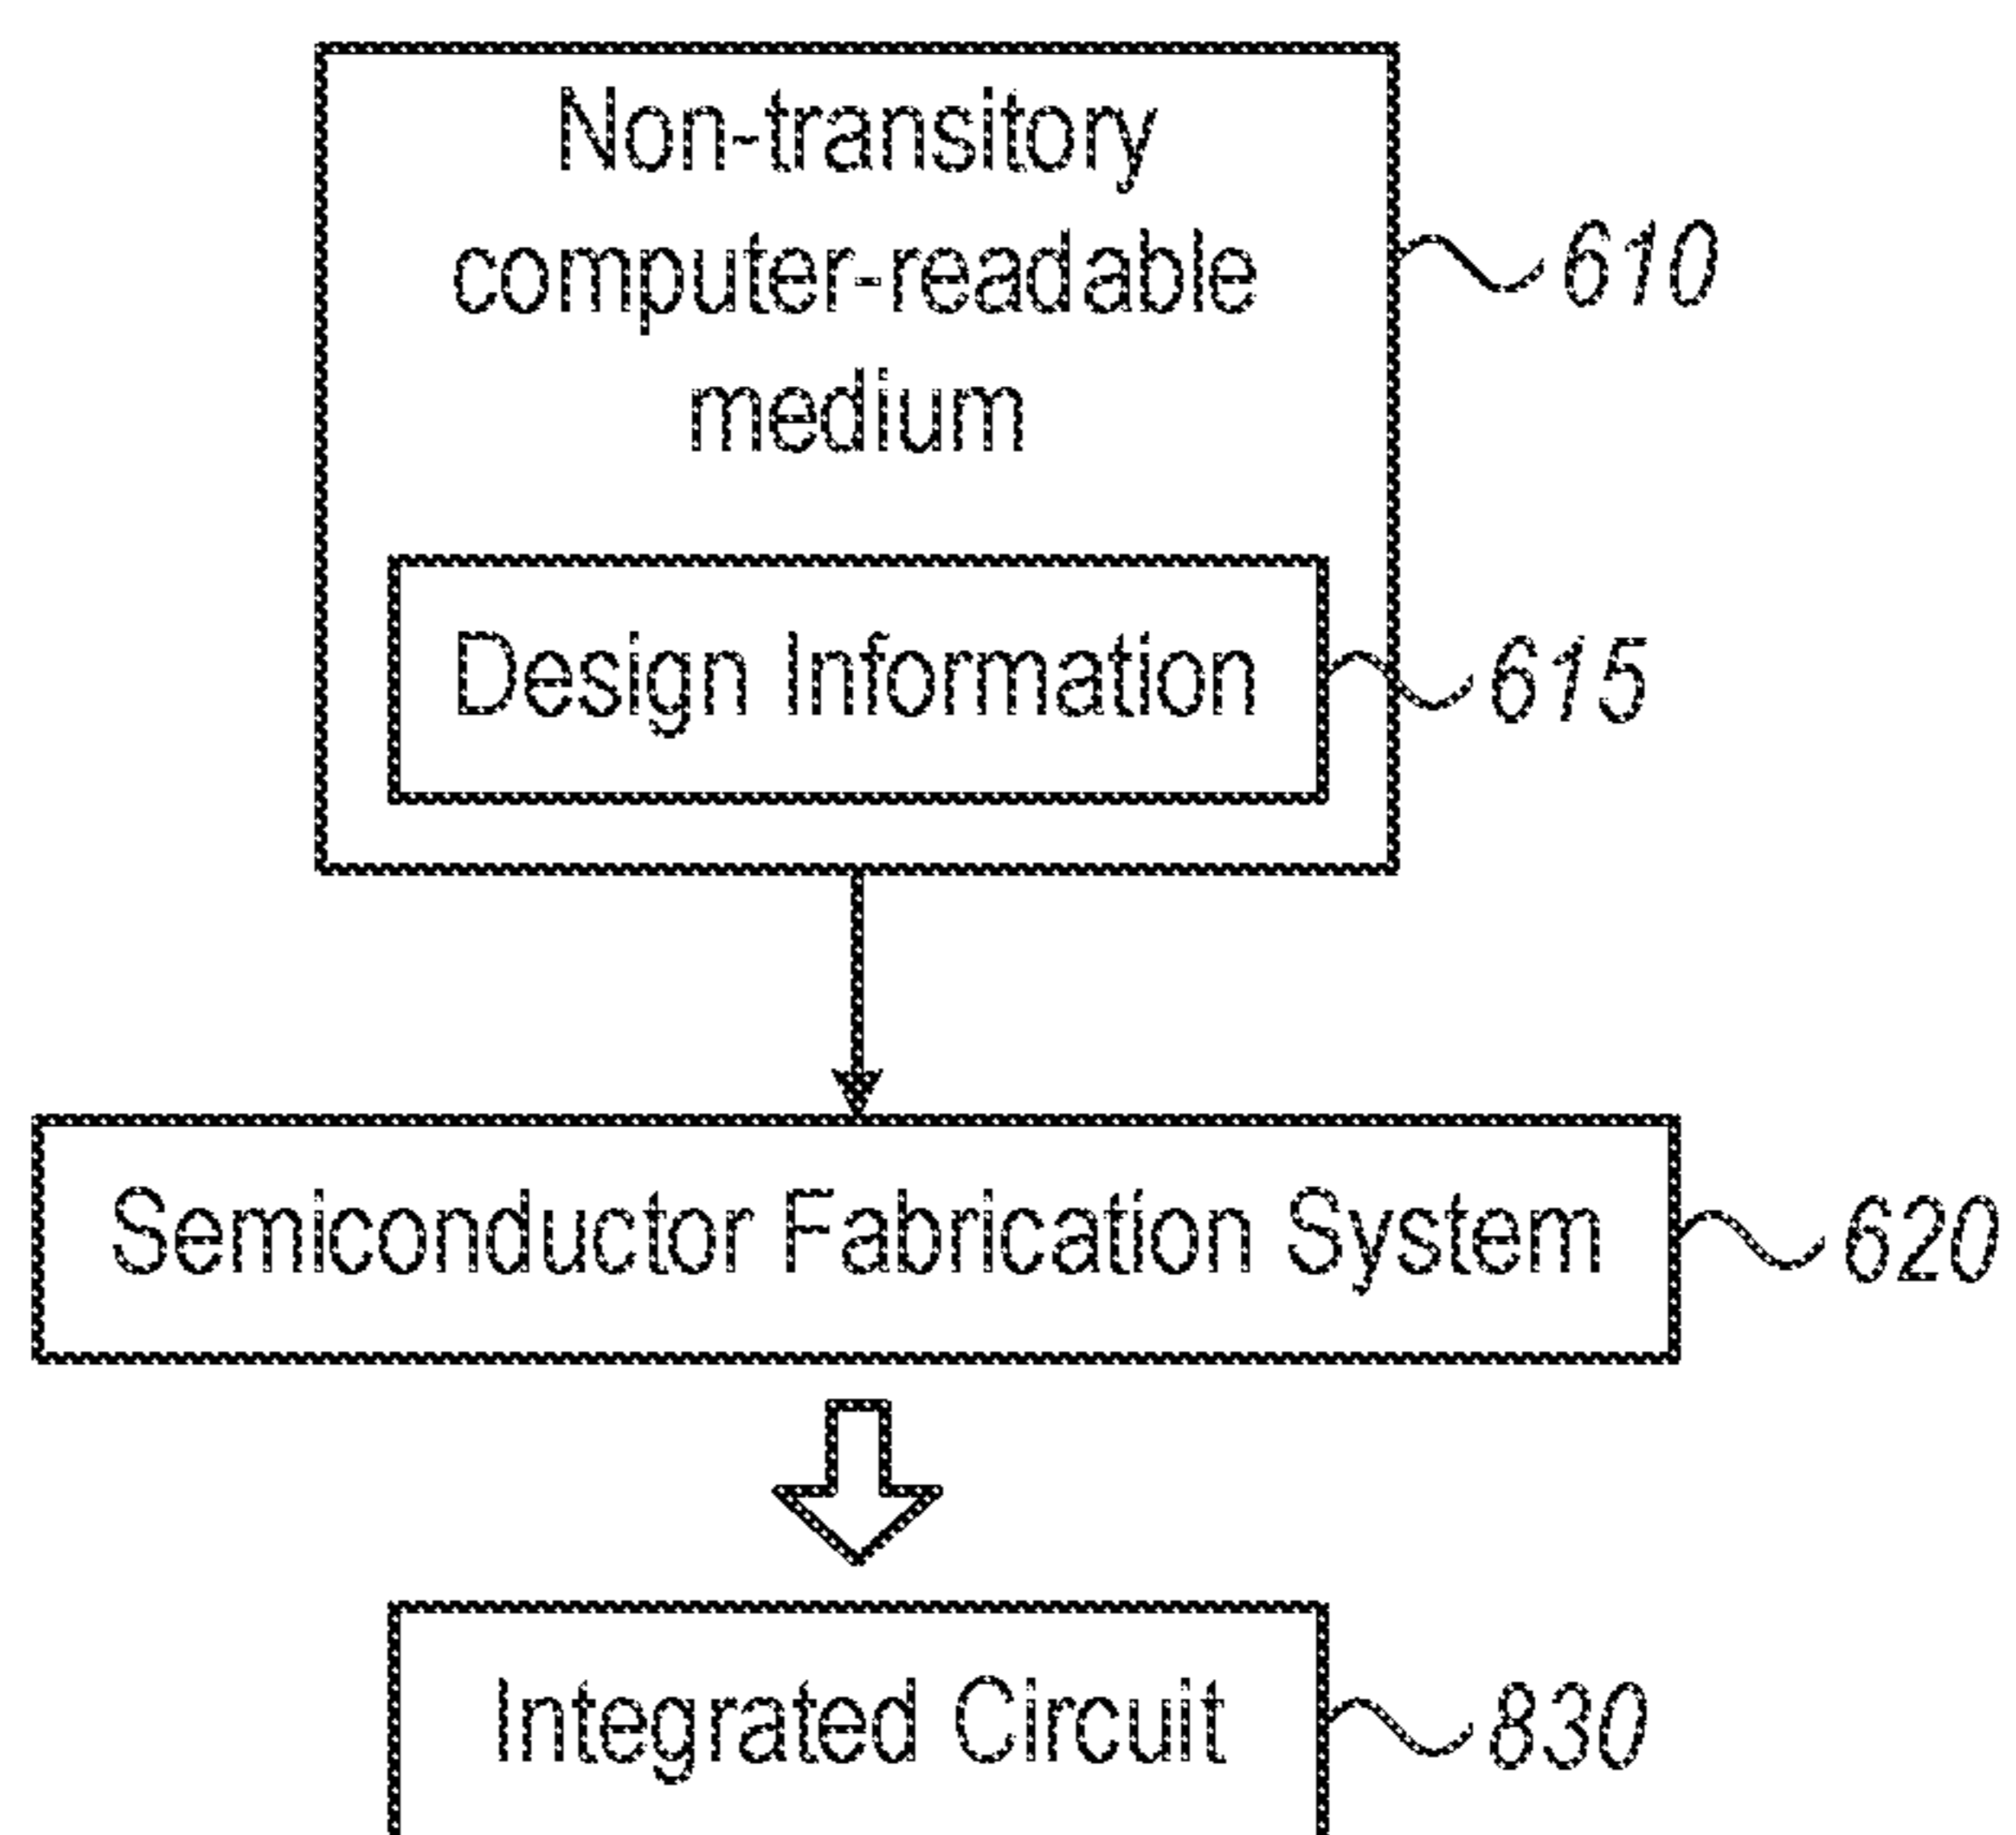 Non-transitory
computer-readable
medium
610
Design Information
615
Semiconductor Fabrication System
620
Integrated Circuit
830